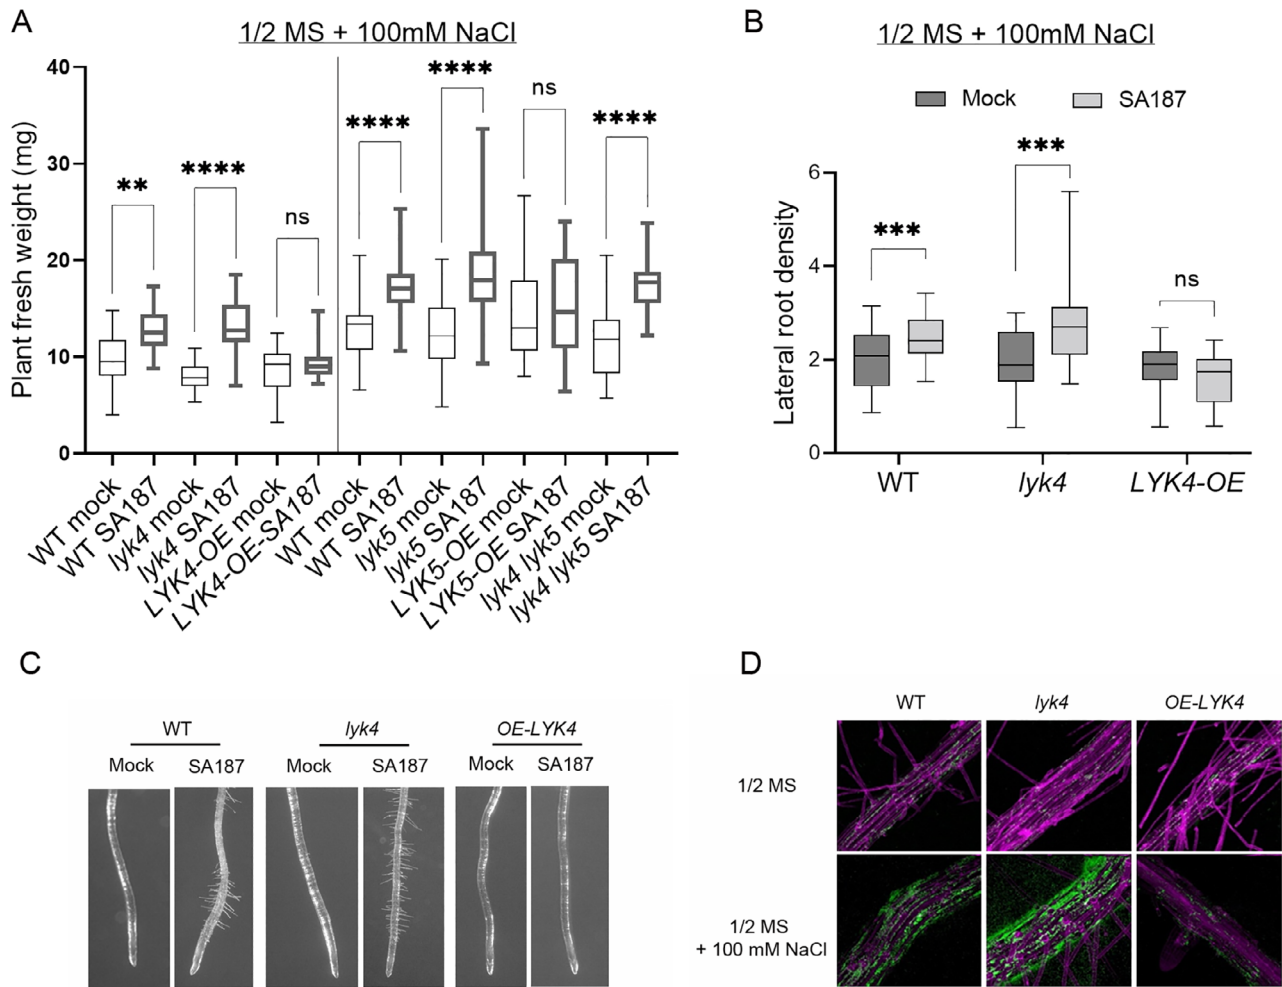 A
1/2 MS + 100mM NaCl
Plant fresh weight (mg)
40
30
20
10
0
**
****
ns
****
****
ns
****
WT mock
WT SA187
lyk4 mock
lyk4 SA187
LYK4-OE mock
LYK4-OE-SA187
WT mock
WT SA187
lyk5 mock
lyk5 SA187
LYK5-OE mock
LYK5-OE SA187
lyk4 lyk5 mock
lyk4 lyk5 SA187
B
1/2 MS + 100mM NaCl
Mock
SA187
Lateral root density
6
4
2
0
***
***
ns
WT
lyk4
LYK4-OE
C
WT
lyk4
OE-LYK4
Mock
SA187
Mock
SA187
Mock
SA187
D
WT
lyk4
OE-LYK4
1/2 MS
1/2 MS
+ 100 mM NaCl